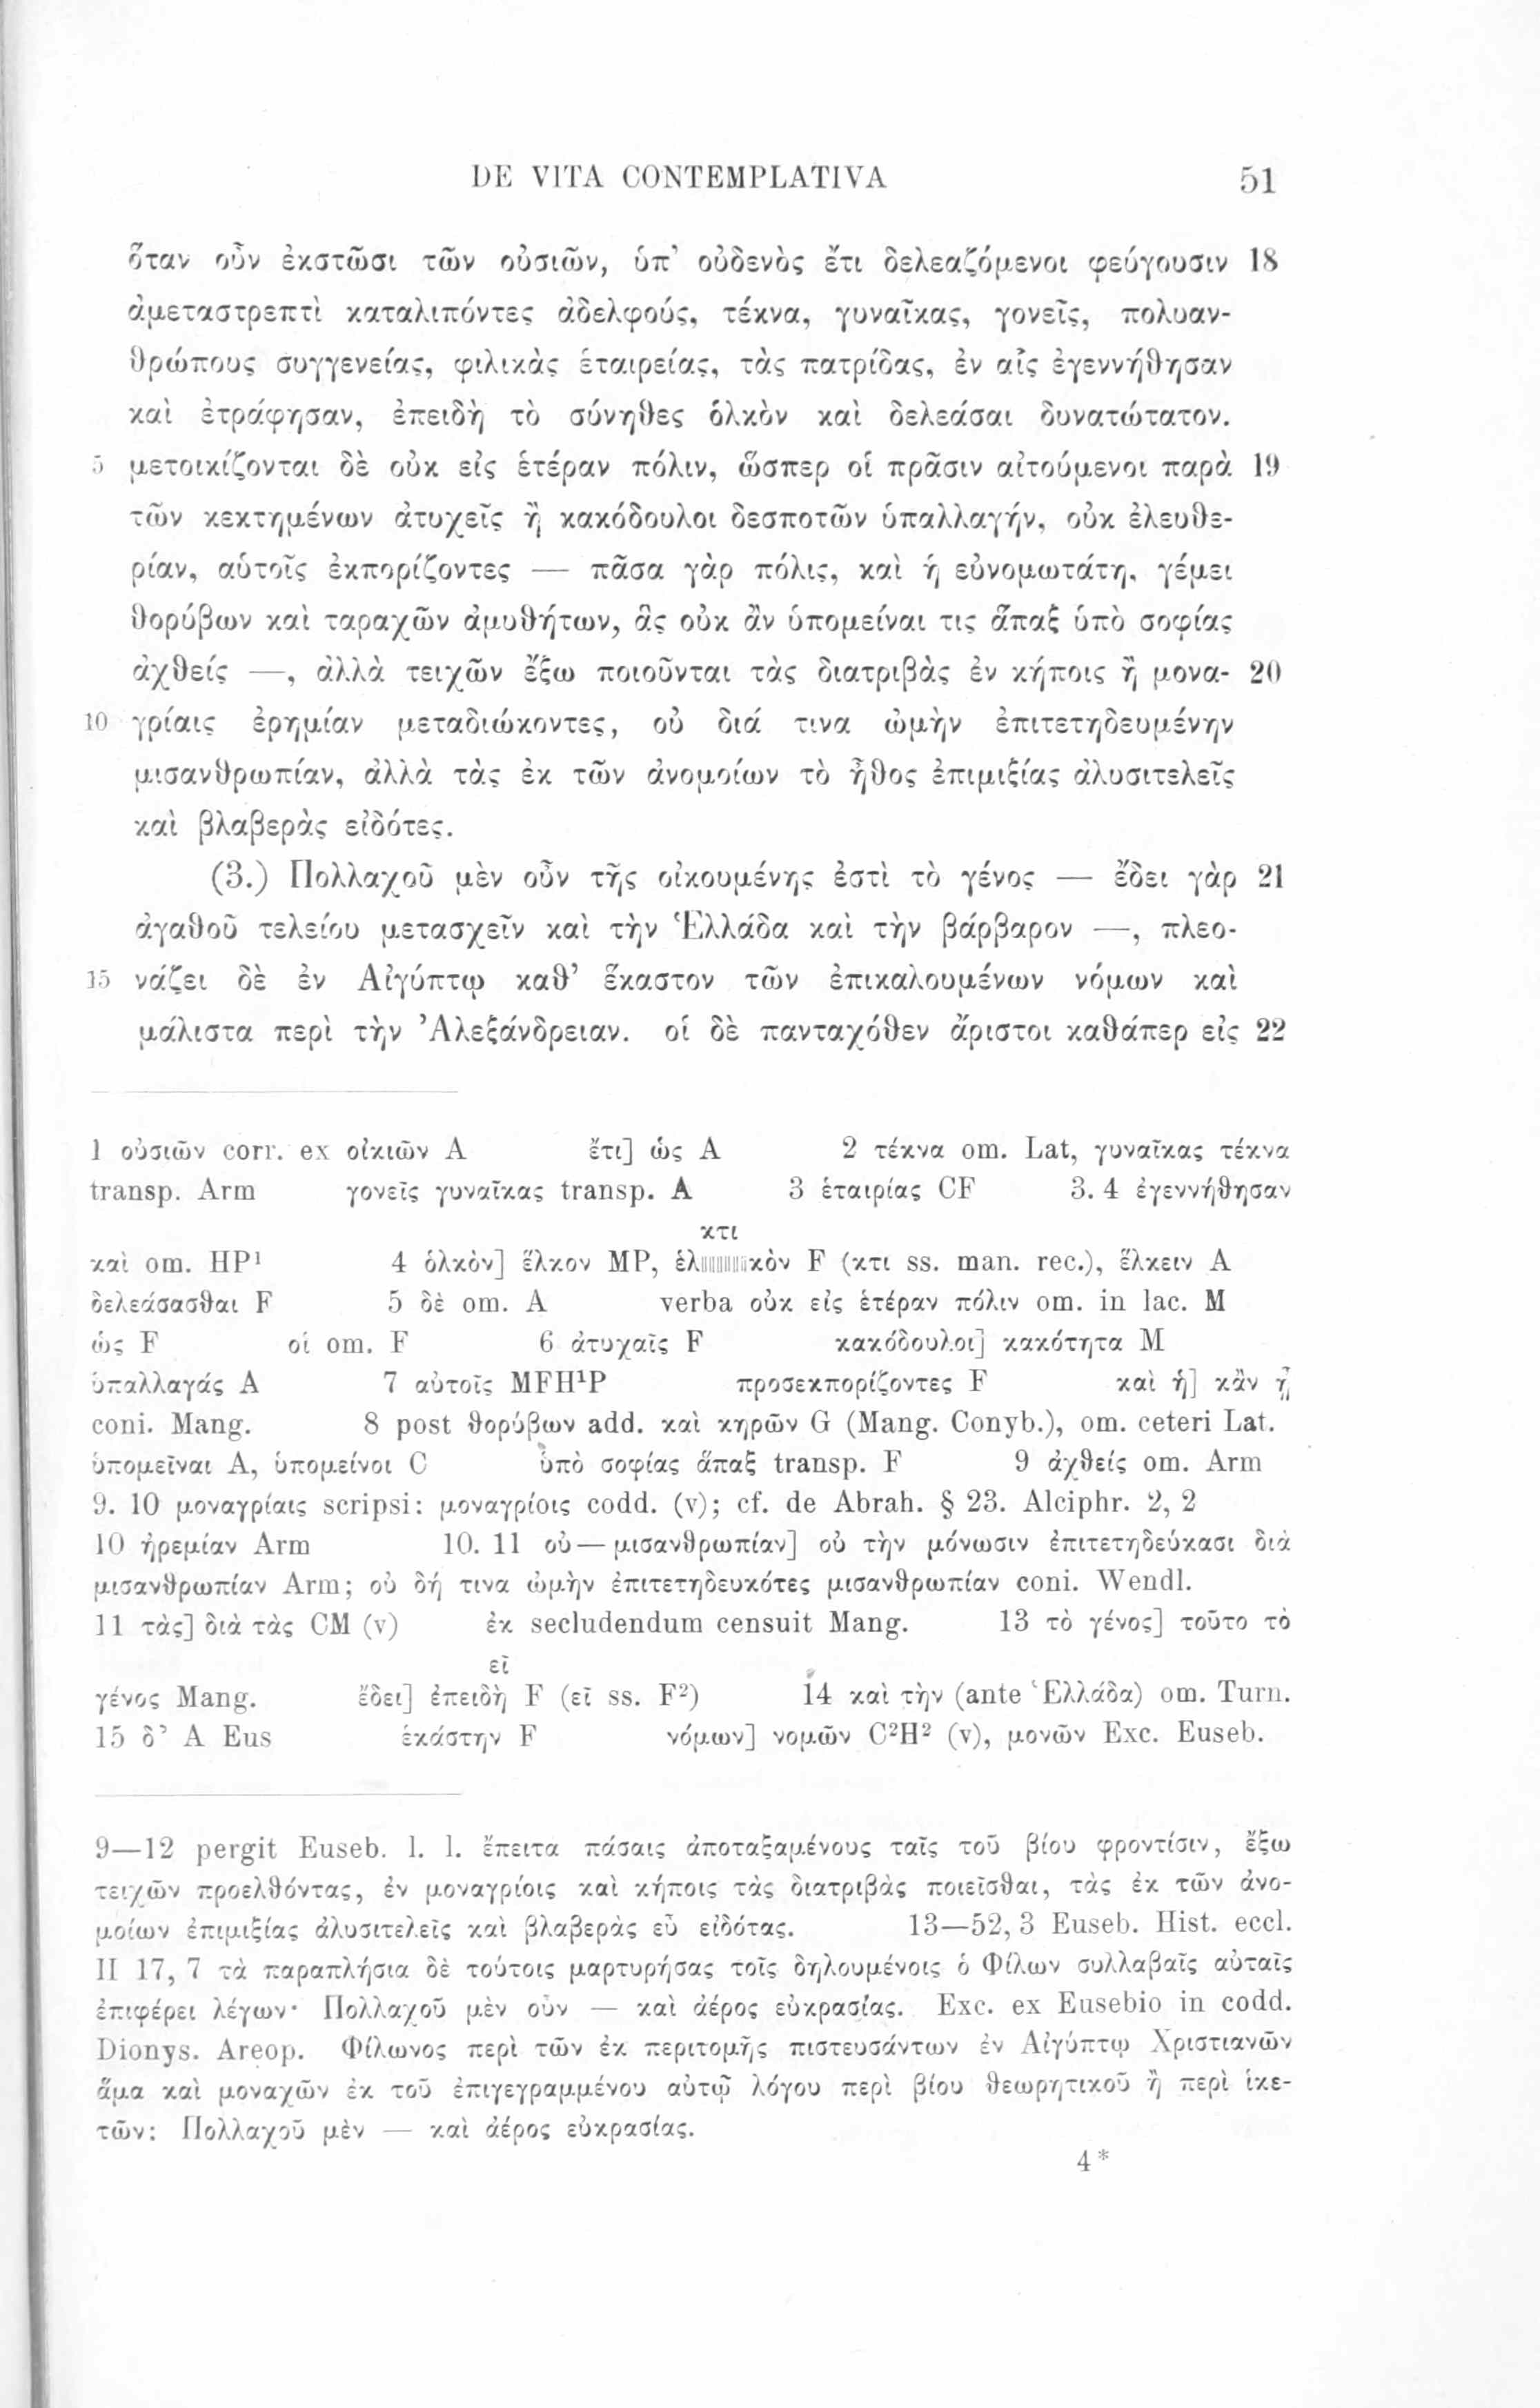 DE VITA CONTEMPLATIVA 51
ὅταν οὖν ἐκστῶσι τῶν οὐσιῶν, ὑπ’ οὐδενὸς ἔτι δελεαζόμενοι φεύγουσιν 18
ἀμεταστρεπτὶ καταλιπόντες ἀδελφούς, τέκνα, γυναῖκας, γονεῖς, πολυαν-
θρώπους συγγενείας, φιλικὰς ἑταιρείας, τὰς πατρίδας, ἐν αἷς ἐγεννήθησαν
καὶ ἐτράφησαν, ἐπειδὴ τὸ σύνηθες ὁλκὸν καὶ δελεάσαι δυνατώτατον.
5 μετοικίζονται δὲ οὐκ εἰς ἑτέραν πόλιν, ὥσπερ οἱ πρᾶσιν αἰτούμενοι παρὰ 19
τῶν κεκτημένων ἀτυχεῖς ἢ κακόδουλοι δεσποτῶν ὑπαλλαγήν, οὐκ ἐλευθε-
ρίαν, αὑτοῖς ἐκπορίζοντες — πᾶσα γὰρ πόλις, καὶ ἡ εὐνομωτάτη, γέμει
θορύβων καὶ ταραχῶν ἀμυθήτων, ἃς οὐκ ἂν ὑπομείναι τις ἅπαξ ὑπὸ σοφίας
ἀχθείς —, ἀλλὰ τειχῶν ἔξω ποιοῦνται τὰς διατριβὰς ἐν κήποις ἢ μονα- 20
10 γρίαις ἐρημίαν μεταδιώκοντες, οὐ διά τινα ὠμὴν ἐπιτετηδευμένην
μισανθρωπίαν, ἀλλὰ τὰς ἐκ τῶν ἀνομοίων τὸ ἦθος ἐπιμιξίας ἀλυσιτελεῖς
καὶ βλαβερὰς εἰδότες.
(3.) Πολλαχοῦ μὲν οὖν τῆς οἰκουμένης ἐστὶ τὸ γένος — ἔδει γὰρ 21
ἀγαθοῦ τελείου μετασχεῖν καὶ τὴν Ἑλλάδα καὶ τὴν βάρβαρον —, πλεο-
15 νάζει δὲ ἐν Αἰγύπτῳ καθ’ ἕκαστον τῶν ἐπικαλουμένων νόμων καὶ
μάλιστα περὶ τὴν Ἀλεξάνδρειαν. οἱ δὲ πανταχόθεν ἄριστοι καθάπερ εἰς 22
1 οὐσιῶν corr. ex οἰκιῶν A ἔτι] ὡς A 2 τέκνα om. Lat, γυναῖκας τέκνα
transp. Arm γονεῖς γυναῖκας transp. A 3 ἑταιρίας CF 3. 4 ἐγεννήθησαν
κτι
καὶ om. HP¹ 4 ὁλκὸν] ἕλκον MP, ἑλ κὸν F (κτι ss. man. rec.), ἕλκειν A
δελεάσασθαι F 5 δὲ om. A verba οὐκ εἰς ἑτέραν πόλιν om. in lac. M
ὡς F οἱ om. F 6 ἀτυχαῖς F κακόδουλοι] κακότητα M
ὑπαλλαγάς A 7 αὐτοῖς MFH¹P προσεκπορίζοντες F καὶ ἡ] κἂν ᾖ
coni. Mang. 8 post θορύβων add. καὶ κηρῶν G (Mang. Conyb.), om. ceteri Lat.
ὑπομεῖναι A, ὑπομείνοι C ὑπὸ σοφίας ἅπαξ transp. F 9 ἀχθείς om. Arm
9. 10 μοναγρίαις scripsi: μοναγρίοις codd. (v); cf. de Abrah. § 23. Alciphr. 2, 2
10 ἠρεμίαν Arm 10. 11 οὐ — μισανθρωπίαν] οὐ τὴν μόνωσιν ἐπιτετηδεύκασι διὰ
μισανθρωπίαν Arm; οὐ δή τινα ὠμὴν ἐπιτετηδευκότες μισανθρωπίαν coni. Wendl.
11 τὰς] διὰ τὰς CM (v) ἐκ secludendum censuit Mang. 13 τὸ γένος] τοῦτο τὸ
εῖ
γένος Mang. ἔδει] ἐπειδὴ F (εῖ ss. F²) 14 καὶ τὴν (ante Ἑλλάδα) om. Turn.
15 δ’ A Eus ἑκάστην F νόμων] νομῶν C²H² (v), μονῶν Exc. Euseb.
9—12 pergit Euseb. l. l. ἔπειτα πάσαις ἀποταξαμένους ταῖς τοῦ βίου φροντίσιν, ἔξω
τειχῶν προελθόντας, ἐν μοναγρίοις καὶ κήποις τὰς διατριβὰς ποιεῖσθαι, τὰς ἐκ τῶν ἀνο-
μοίων ἐπιμιξίας ἀλυσιτελεῖς καὶ βλαβερὰς εὖ εἰδότας. 13—52, 3 Euseb. Hist. eccl.
II 17, 7 τὰ παραπλήσια δὲ τούτοις μαρτυρήσας τοῖς δηλουμένοις ὁ Φίλων συλλαβαῖς αὐταῖς
ἐπιφέρει λέγων· Πολλαχοῦ μὲν οὖν — καὶ ἀέρος εὐκρασίας. Exc. ex Eusebio in codd.
Dionys. Areop. Φίλωνος περὶ τῶν ἐκ περιτομῆς πιστευσάντων ἐν Αἰγύπτῳ Χριστιανῶν
ἅμα καὶ μοναχῶν ἐκ τοῦ ἐπιγεγραμμένου αὐτῷ λόγου περὶ βίου θεωρητικοῦ ἢ περὶ ἱκε-
τῶν: Πολλαχοῦ μὲν — καὶ ἀέρος εὐκρασίας.
4*